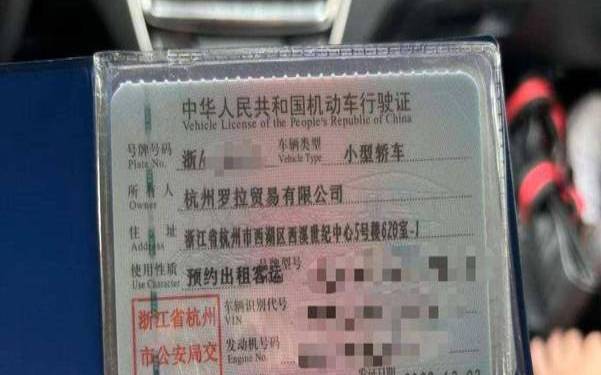 中华人民共和国机动车行驶证
Vehicle License of the People's Republic of China
号牌号码 浙 车辆类型 小型轿车
Plate No. Vehicle Type
所有人 杭州罗拉贸易有限公司
Owner
住址 浙江省杭州市西湖区西溪世纪中心5号楼620室-1
Address
使用性质 预约出租客运 品牌型号
Use Character
浙江省杭州 车辆识别代号
VIN
市公安局交 发动机号码
Engine No.